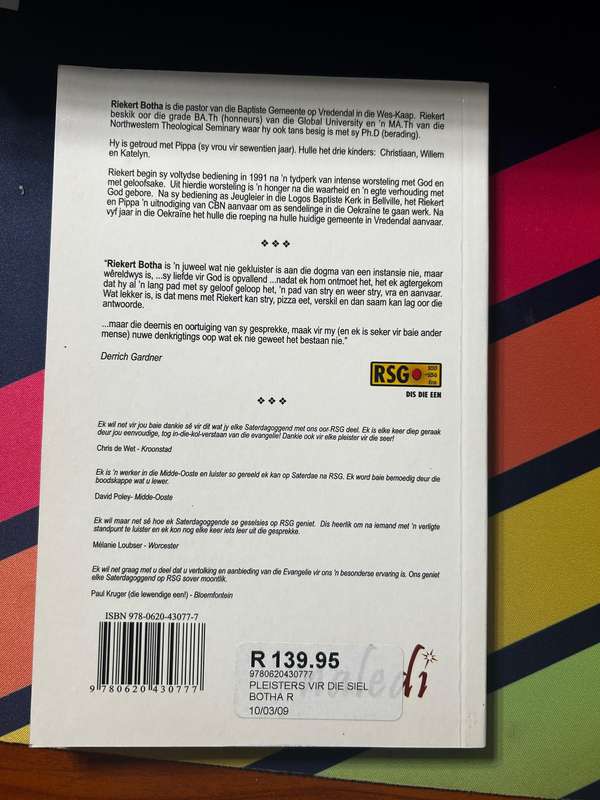 Riekert Botha is die pastor van die Baptiste Gemeente op Vredendal in die Wes-Kaap. Riekert
beskik oor die grade BA.Th (honneurs) van die Global University en 'n MA.Th van die
Northwestern Theological Seminary waar hy ook tans besig is met sy Ph.D (berading).
Hy is getroud met Pippa (sy vrou vir sewentien jaar). Hulle het drie kinders: Christiaan, Willem
en Katelyn.
Riekert begin sy voltydse bediening in 1991 na 'n tydperk van intense worsteling met God en
met geloofsake. Uit hierdie worsteling is 'n honger na die waarheid en 'n egte verhouding met
God gebore. Na sy bediening as Jeugleier in die Logos Baptiste Kerk in Bellville, het Riekert
en Pippa 'n uitnodiging van CBN aanvaar om as sendelinge in die Oekraïne te gaan werk. Na
vyf jaar in die Oekraïne het hulle die roeping na hulle huidige gemeente in Vredendal aanvaar.
"Riekert Botha is 'n juweel wat nie gekluister is aan die dogma van een instansie nie, maar
wêreldwys is, ...sy liefde vir God is opvallend ...nadat ek hom ontmoet het, het ek agtergekom
dat hy al 'n lang pad met sy geloof geloop het, 'n pad van stry en weer stry, vra en aanvaar.
Wat lekker is, is dat mens met Riekert kan stry, pizza eet, verskil en dan saam kan lag oor die
antwoorde.
...maar die deernis en oortuiging van sy gesprekke, maak vir my (en ek is seker vir baie ander
mense) nuwe denkrigtings oop wat ek nie geweet het bestaan nie."
Derrich Gardner
RSG
100
-104
fm
DIS DIE EEN
Ek wil net vir jou baie dankie sê vir dit wat jy elke Saterdagoggend met ons oor RSG deel. Ek is elke keer diep geraak
deur jou eenvoudige, tog in-die-kol-verstaan van die evangelie! Dankie ook vir elke pleister vir die seer!
Chris de Wet - Kroonstad
Ek is 'n werker in die Midde-Ooste en luister so gereeld ek kan op Saterdae na RSG. Ek word baie bemoedig deur die
boodskappe wat u lewer.
David Poley- Midde-Ooste
Ek wil maar net sê hoe ek Saterdagoggende se geselsies op RSG geniet. Dis heerlik om na iemand met 'n verligte
standpunt te luister en ek kon nog elke keer iets leer uit die gesprekke.
Mélanie Loubser - Worcester
Ek wil net graag met u deel dat u vertolking en aanbieding van die Evangelie vir ons 'n besonderse ervaring is. Ons geniet
elke Saterdagoggend op RSG sover moontlik.
Paul Kruger (die lewendige een!) - Bloemfontein
ISBN 978-0620-43077-7
9 780620 430777
R 139.95
9780620430777
PLEISTERS VIR DIE SIEL
BOTHA R
10/03/09
naledi